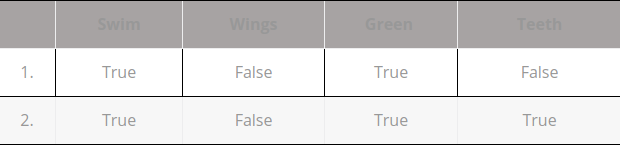 Swim Wings Green Teeth
1. True False True False
2. True False True True